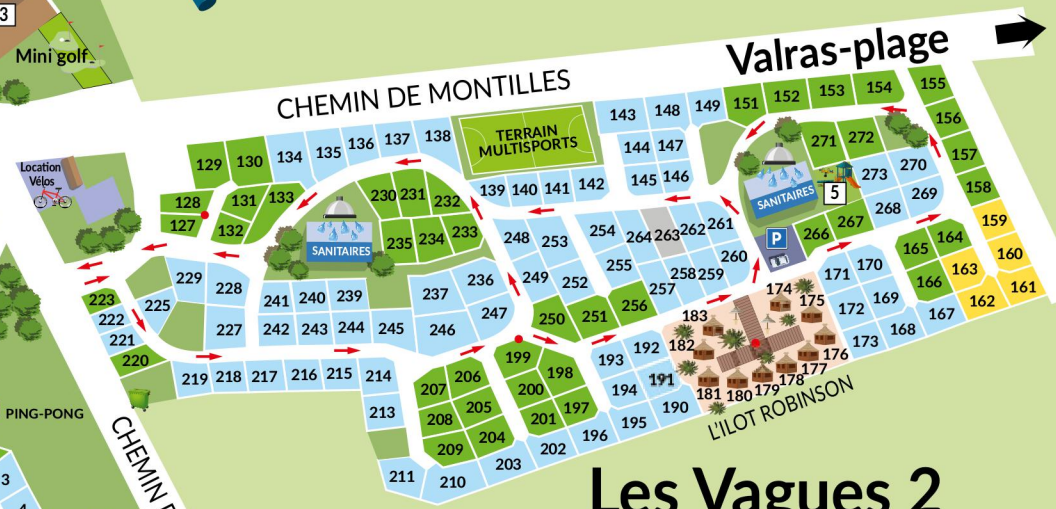 3
Mini golf
CHEMIN DE MONTILLES
Valras-plage
Location
Vélos
TERRAIN
MULTISPORTS
129 130 134 135 136 137 138
143 148 149 151 152 153 154 155
144 147 271 272 156
128 131 133 230 231 232
139 140 141 142 145 146
273 270 157
127 132 235 234 233
SANITAIRES
SANITAIRES
5
268 269 158
248 253 254 264 263 262 261
266 267 159
P
255 260 165 164 160
229 228 236 249 252 257 258 259
171 170 166 163 161
223 225 241 240 239 237 247
250 251 256 174 175 172 169 162
222 227 242 243 244 245 246
183 173 168 167
221
220
199 193 192 182 176
219 218 217 216 215 214
207 206 200 198 194 191 177
178
181 180 179
213 208 205 201 197 195 190
L'ILOT ROBINSON
PING-PONG
209 204 202 196
211 210 203
CHEMIN
3
Les Vagues 2